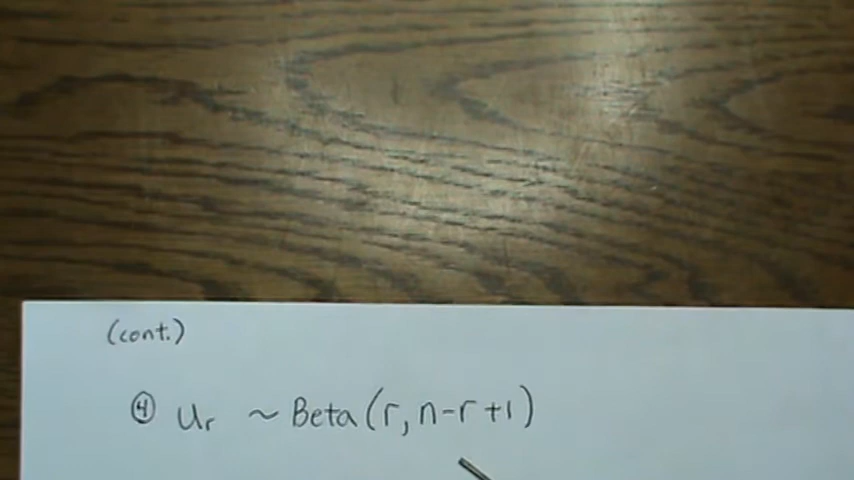 (cont.)
④ Ur ~ Beta(r, n-r+1)